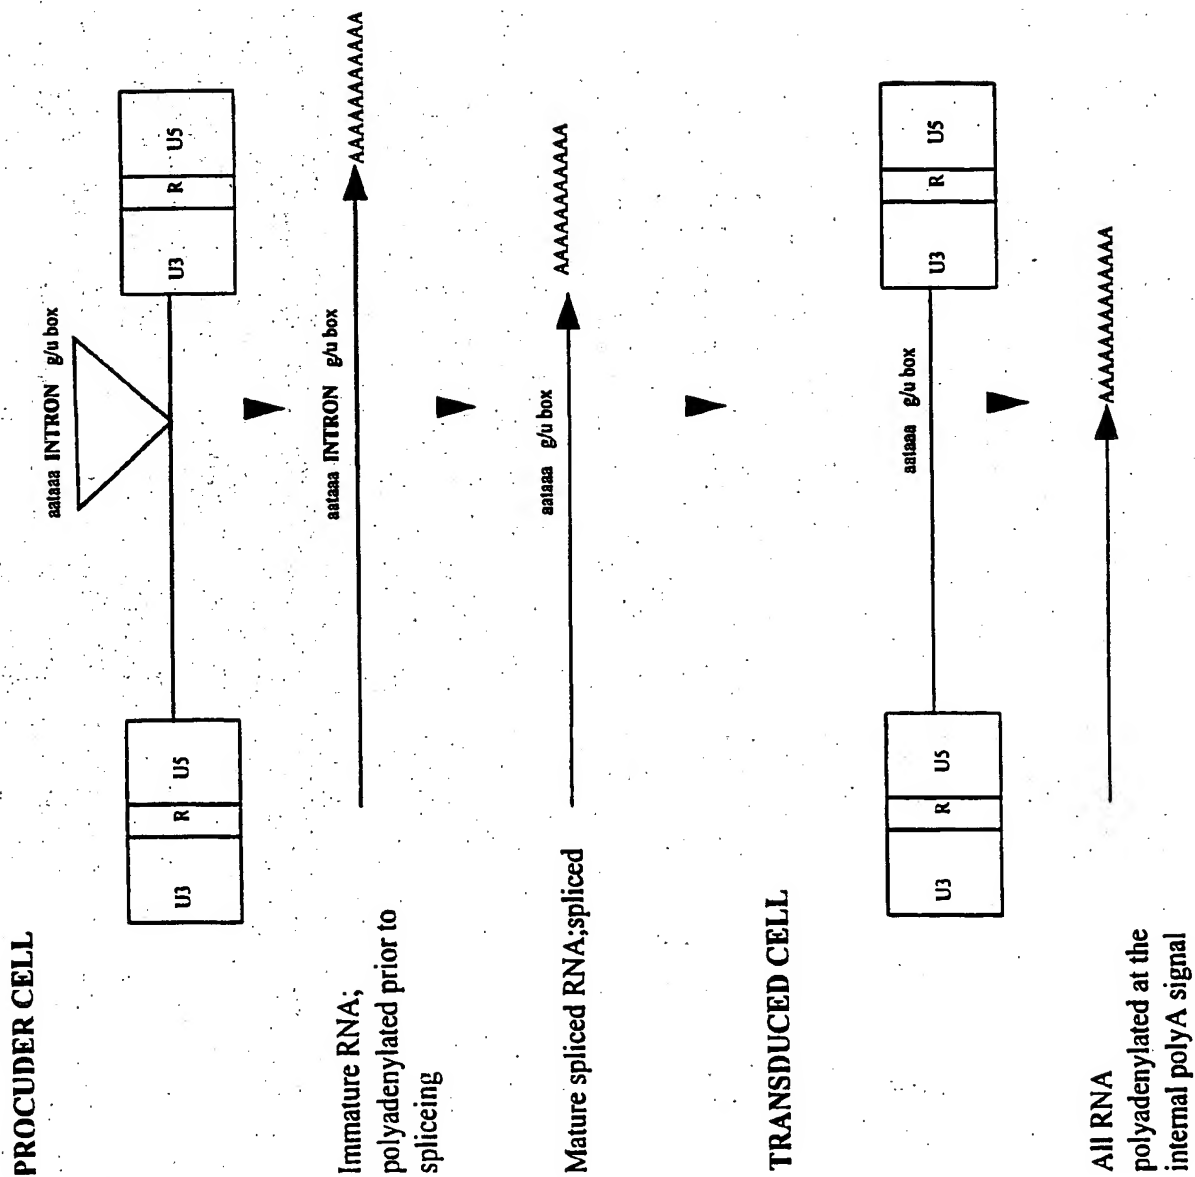 PROCUDER CELL
aataaa INTRON g/u box
U3 R U5 U3 R U5
Immature RNA;
polyadenylated prior to
spliceing
aataaa INTRON g/u box
AAAAAAAAAAA
Mature spliced RNA;spliced
aataaa g/u box
AAAAAAAAAAA
TRANSDUCED CELL
aataaa g/u box
U3 R U5 U3 R U5
All RNA
polyadenylated at the
internal polyA signal
AAAAAAAAAAAAA